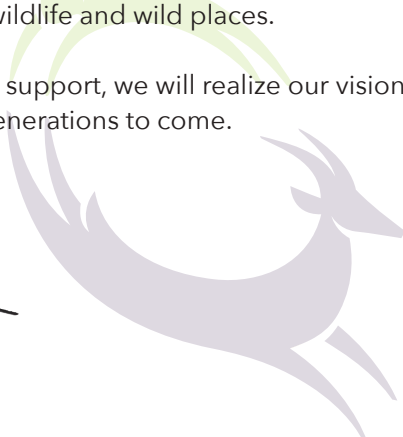 wildlife and wild places.
support, we will realize our vision
enerations to come.